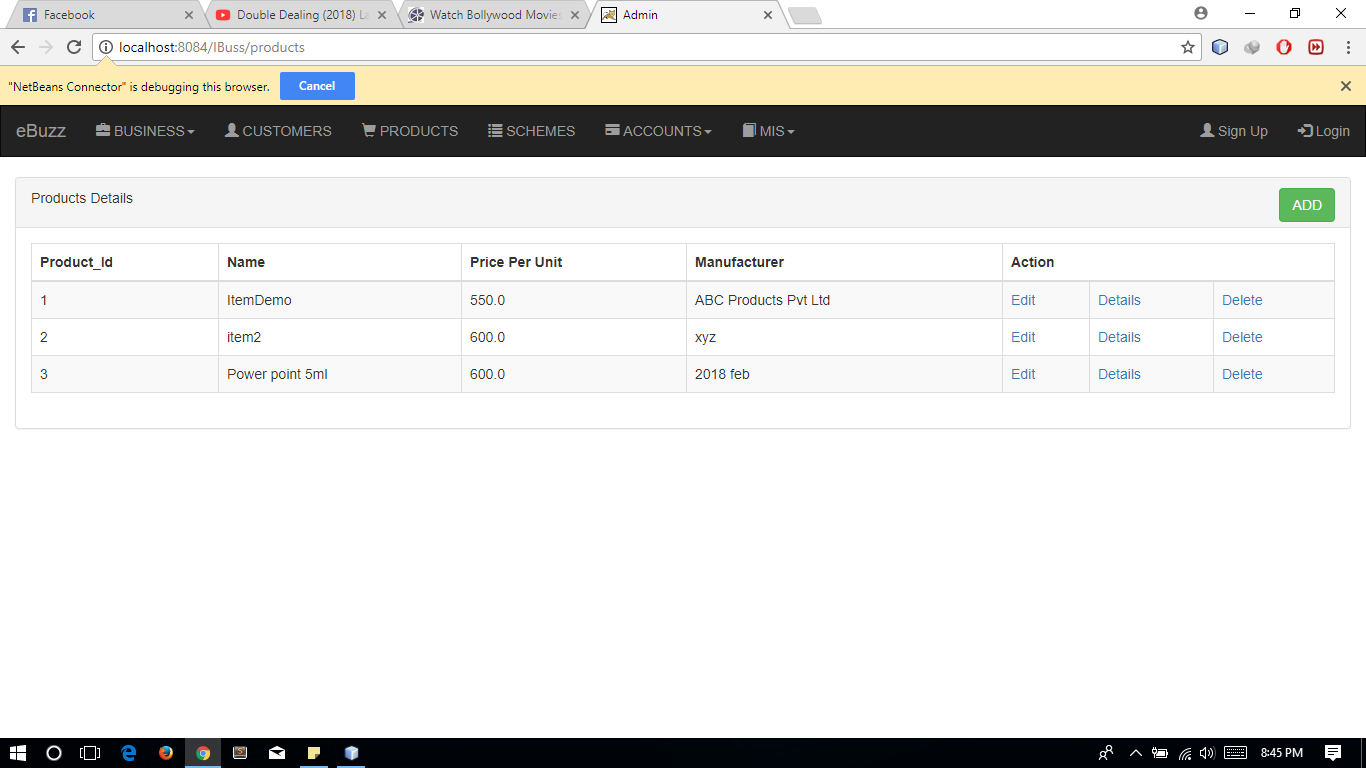 Facebook
Double Dealing (2018) La
Watch Bollywood Movies
Admin
localhost:8084/IBuss/products
"NetBeans Connector" is debugging this browser. Cancel
eBuzz BUSINESS CUSTOMERS PRODUCTS SCHEMES ACCOUNTS MIS Sign Up Login
Products Details
ADD
Product_Id Name Price Per Unit Manufacturer Action
1 ItemDemo 550.0 ABC Products Pvt Ltd Edit Details Delete
2 item2 600.0 xyz Edit Details Delete
3 Power point 5ml 600.0 2018 feb Edit Details Delete
8:45 PM